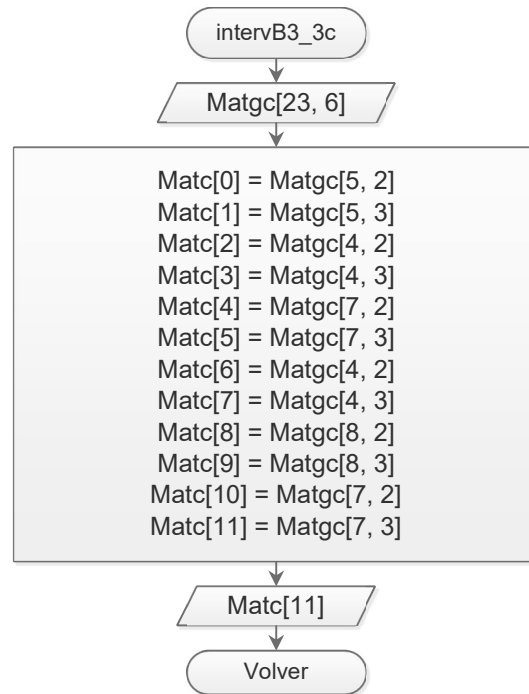 intervB3_3c
Matgc[23, 6]
Matc[0] = Matgc[5, 2]
Matc[1] = Matgc[5, 3]
Matc[2] = Matgc[4, 2]
Matc[3] = Matgc[4, 3]
Matc[4] = Matgc[7, 2]
Matc[5] = Matgc[7, 3]
Matc[6] = Matgc[4, 2]
Matc[7] = Matgc[4, 3]
Matc[8] = Matgc[8, 2]
Matc[9] = Matgc[8, 3]
Matc[10] = Matgc[7, 2]
Matc[11] = Matgc[7, 3]
Matc[11]
Volver